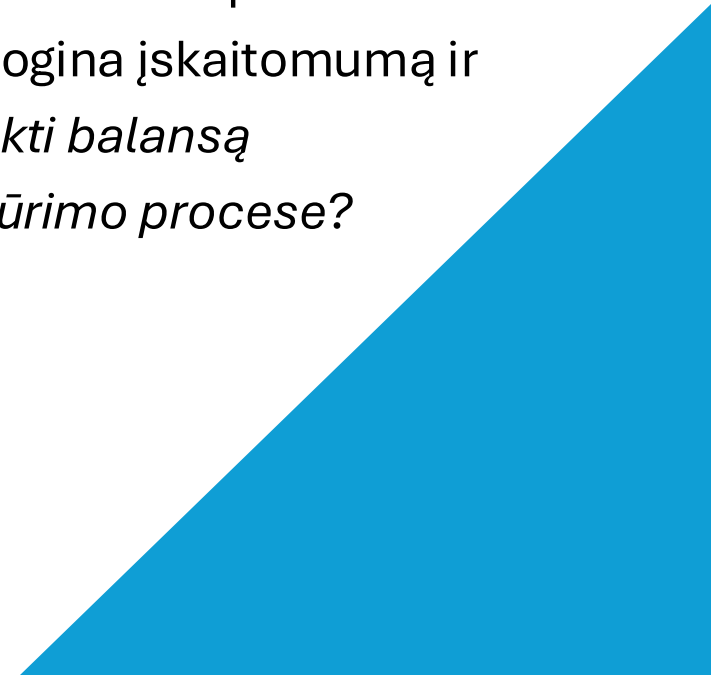 ogina įskaitomumą ir
kti balansą
ūrimo procese?